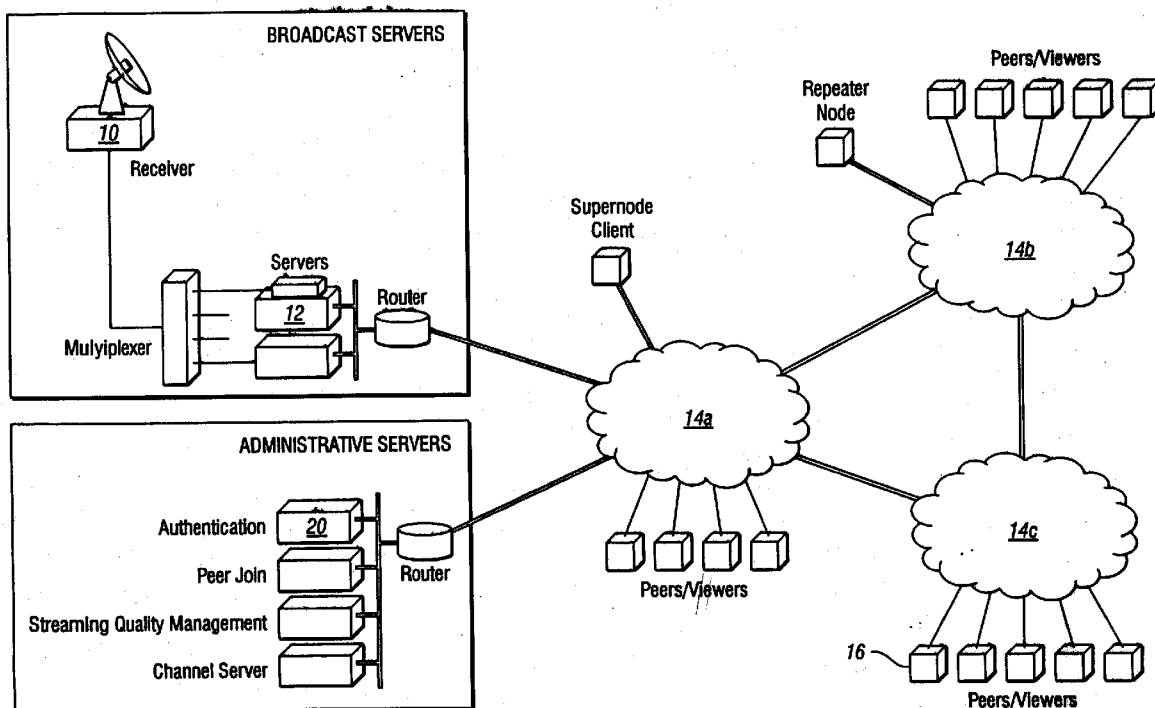 BROADCAST SERVERS
10
Receiver
Servers
12
Router
Mulyiplexer
ADMINISTRATIVE SERVERS
Authentication
20
Peer Join
Router
Streaming Quality Management
Channel Server
Supernode
Client
14a
Peers/Viewers
Repeater
Node
Peers/Viewers
14b
14c
16
Peers/Viewers